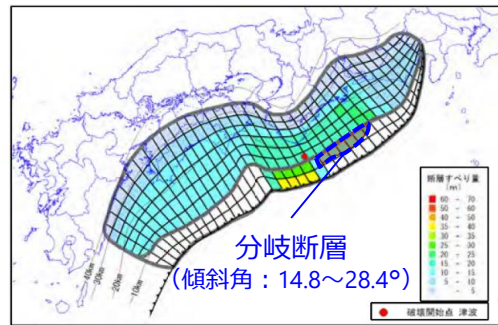 分岐断層
(傾斜角：14.8～28.4°)
-40km
-30km
-20km
-10km
断層すべり量
(m)
60 - 70
50 - 60
40 - 50
35 - 40
30 - 35
25 - 30
20 - 25
15 - 20
10 - 15
5 - 10
- 5
破壊開始点 津波